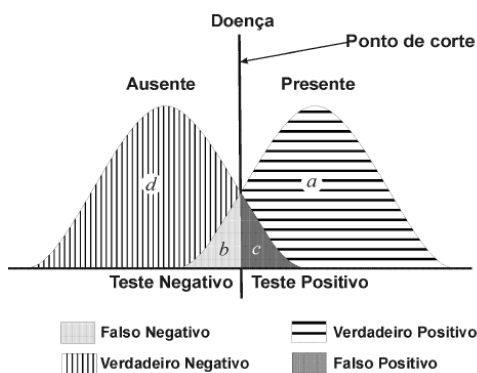 Doença
Ponto de corte
Ausente
Presente
d
a
b
c
Teste Negativo
Teste Positivo
Falso Negativo
Verdadeiro Positivo
Verdadeiro Negativo
Falso Positivo